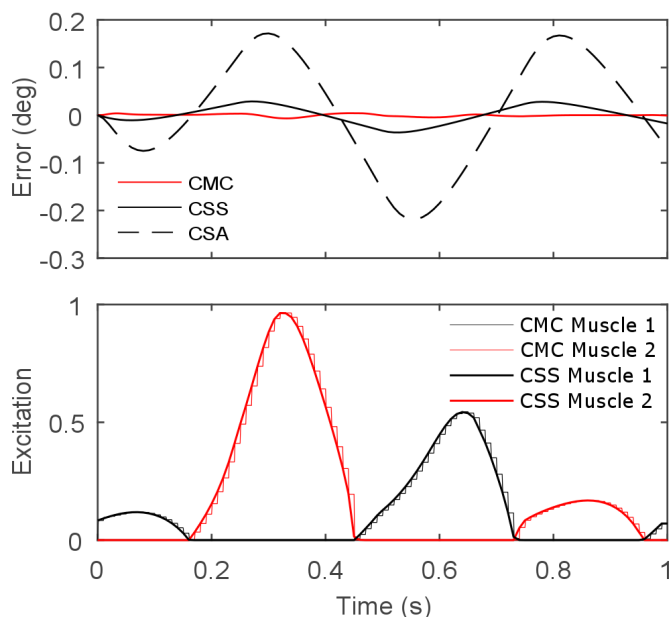 0.2
0.1
0
-0.1
-0.2
-0.3
Error (deg)
CMC
CSS
CSA
1
0.5
0
Excitation
CMC Muscle 1
CMC Muscle 2
CSS Muscle 1
CSS Muscle 2
0 0.2 0.4 0.6 0.8 1
Time (s)